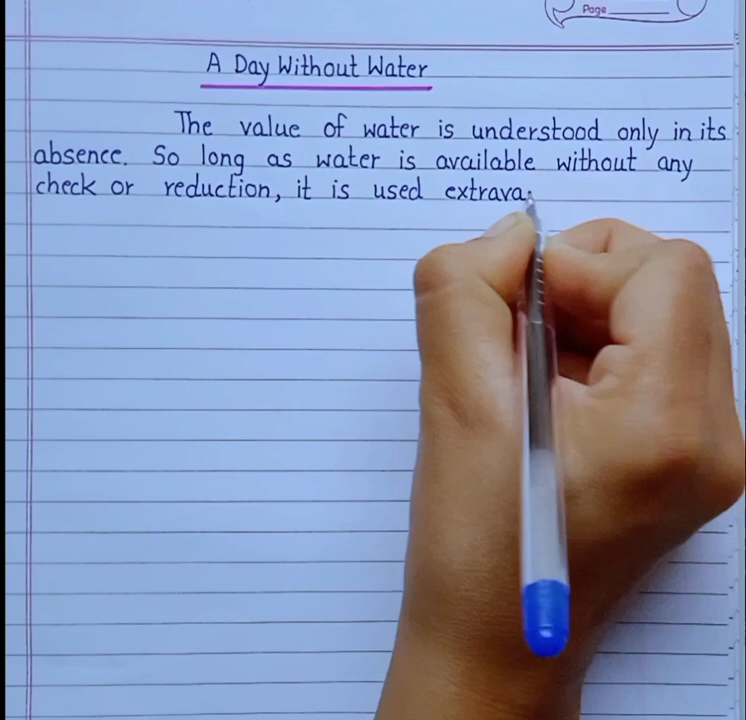 Page
A Day Without Water
The value of water is understood only in its
absence. So long as water is available without any
check or reduction, it is used extrava